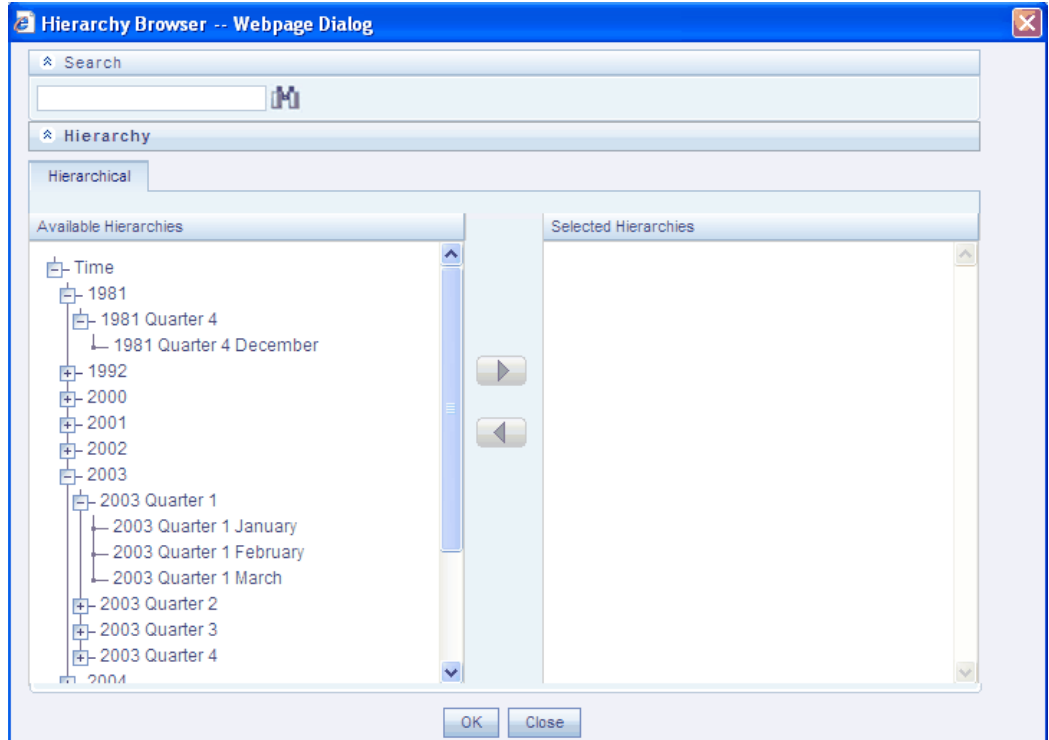 Hierarchy Browser -- Webpage Dialog
Search
Hierarchy
Hierarchical
Available Hierarchies
Selected Hierarchies
Time
1981
1981 Quarter 4
1981 Quarter 4 December
1992
2000
2001
2002
2003
2003 Quarter 1
2003 Quarter 1 January
2003 Quarter 1 February
2003 Quarter 1 March
2003 Quarter 2
2003 Quarter 3
2003 Quarter 4
2004
OK Close